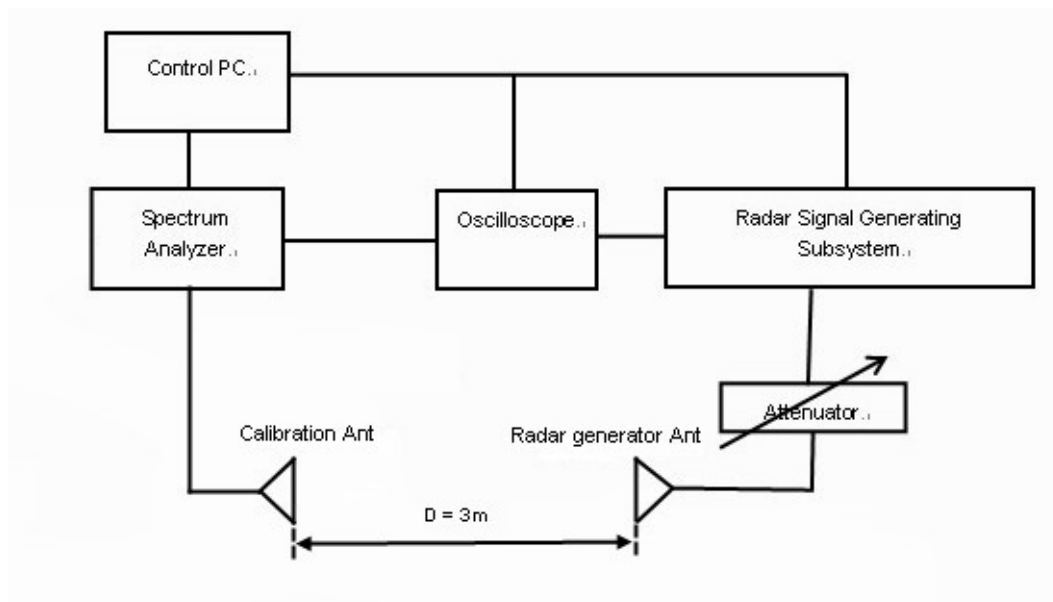 Control PC
Spectrum
Analyzer
Oscilloscope
Radar Signal Generating
Subsystem
Attenuator
Calibration Ant
Radar generator Ant
D = 3m